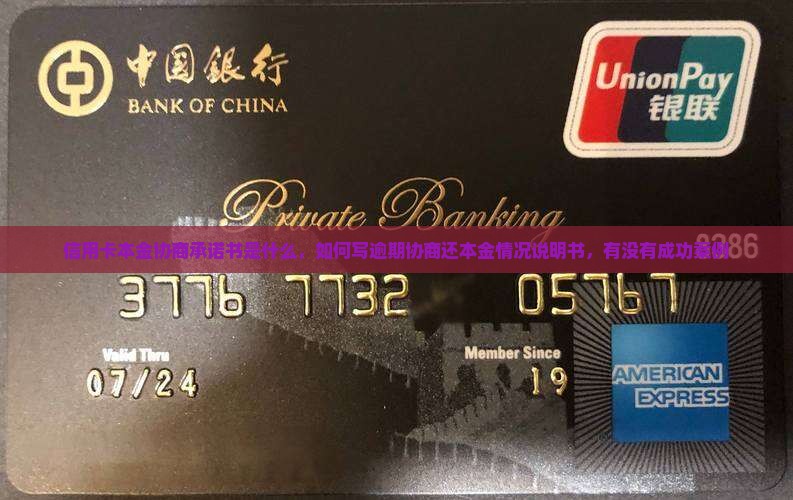 中国银行
BANK OF CHINA
UnionPay
银联
Private Banking
信用卡本金协商承诺书是什么，如何写逾期协商还本金情况说明书，有没有成功案例
3776 7732 05767
Valid Thru
Member Since
07/24
19
AMERICAN
EXPRESS